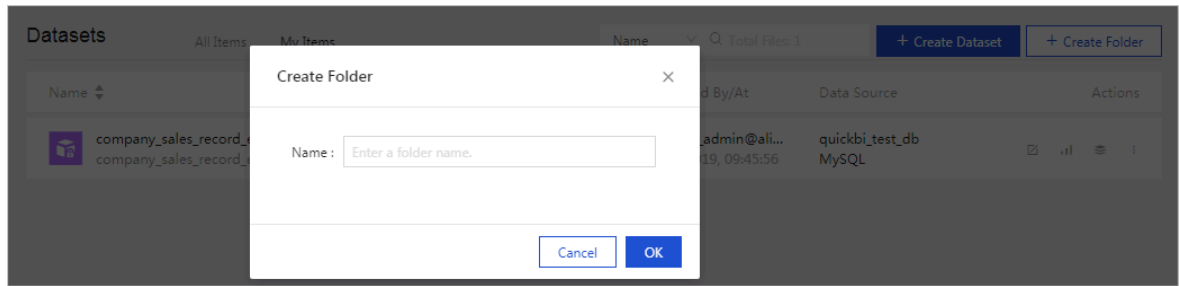 Datasets
All Items
My Items
Name
Total Files: 1
+ Create Dataset
+ Create Folder
Create Folder
Name
d By/At
Data Source
Actions
company_sales_record_
_admin@ali...
quickbi_test_db
Name :
Enter a folder name.
company_sales_record_
19, 09:45:56
MySQL
Cancel
OK